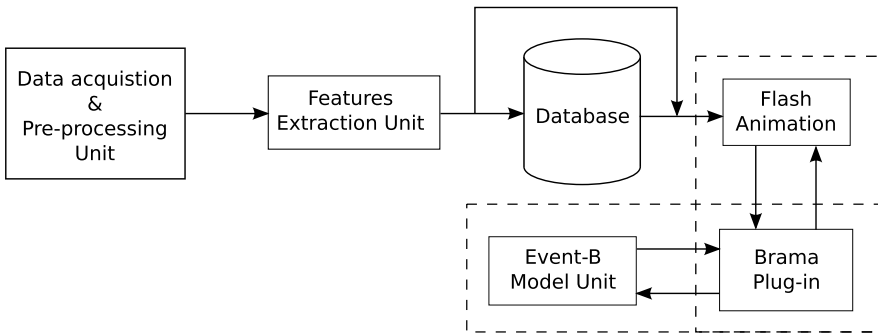 Data acquistion
&
Pre-processing
Unit
Features
Extraction Unit
Database
Flash
Animation
Event-B
Model Unit
Brama
Plug-in